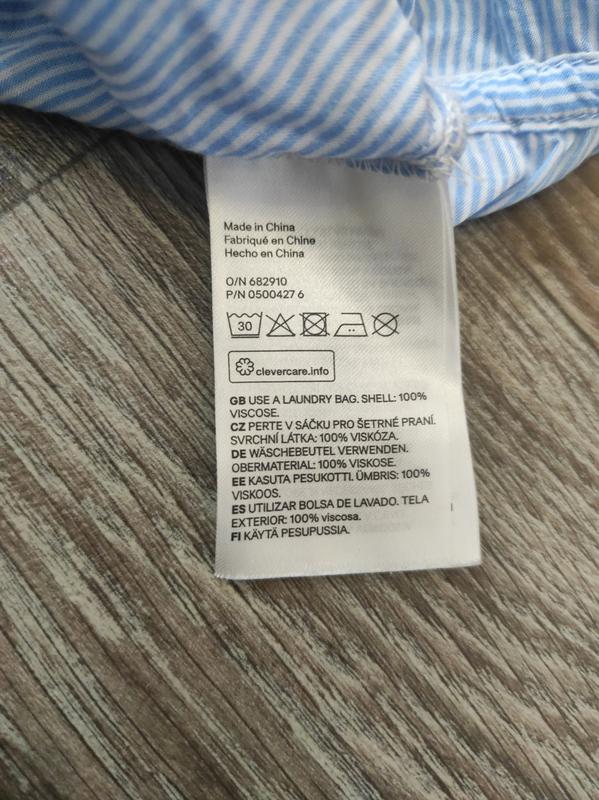 Made in China
Fabriqué en Chine
Hecho en China
O/N 682910
P/N 0500427 6
30
clevercare.info
GB USE A LAUNDRY BAG. SHELL: 100%
VISCOSE.
CZ PERTE V SÁČKU PRO ŠETRNÉ PRANÍ.
SVRCHNÍ LÁTKA: 100% VISKÓZA.
DE WÄSCHEBEUTEL VERWENDEN.
OBERMATERIAL: 100% VISKOSE.
EE KASUTA PESUKOTTI. ÜMBRIS: 100%
VISKOOS.
ES UTILIZAR BOLSA DE LAVADO. TELA
EXTERIOR: 100% viscosa.
FI KÄYTÄ PESUPUSSIA.